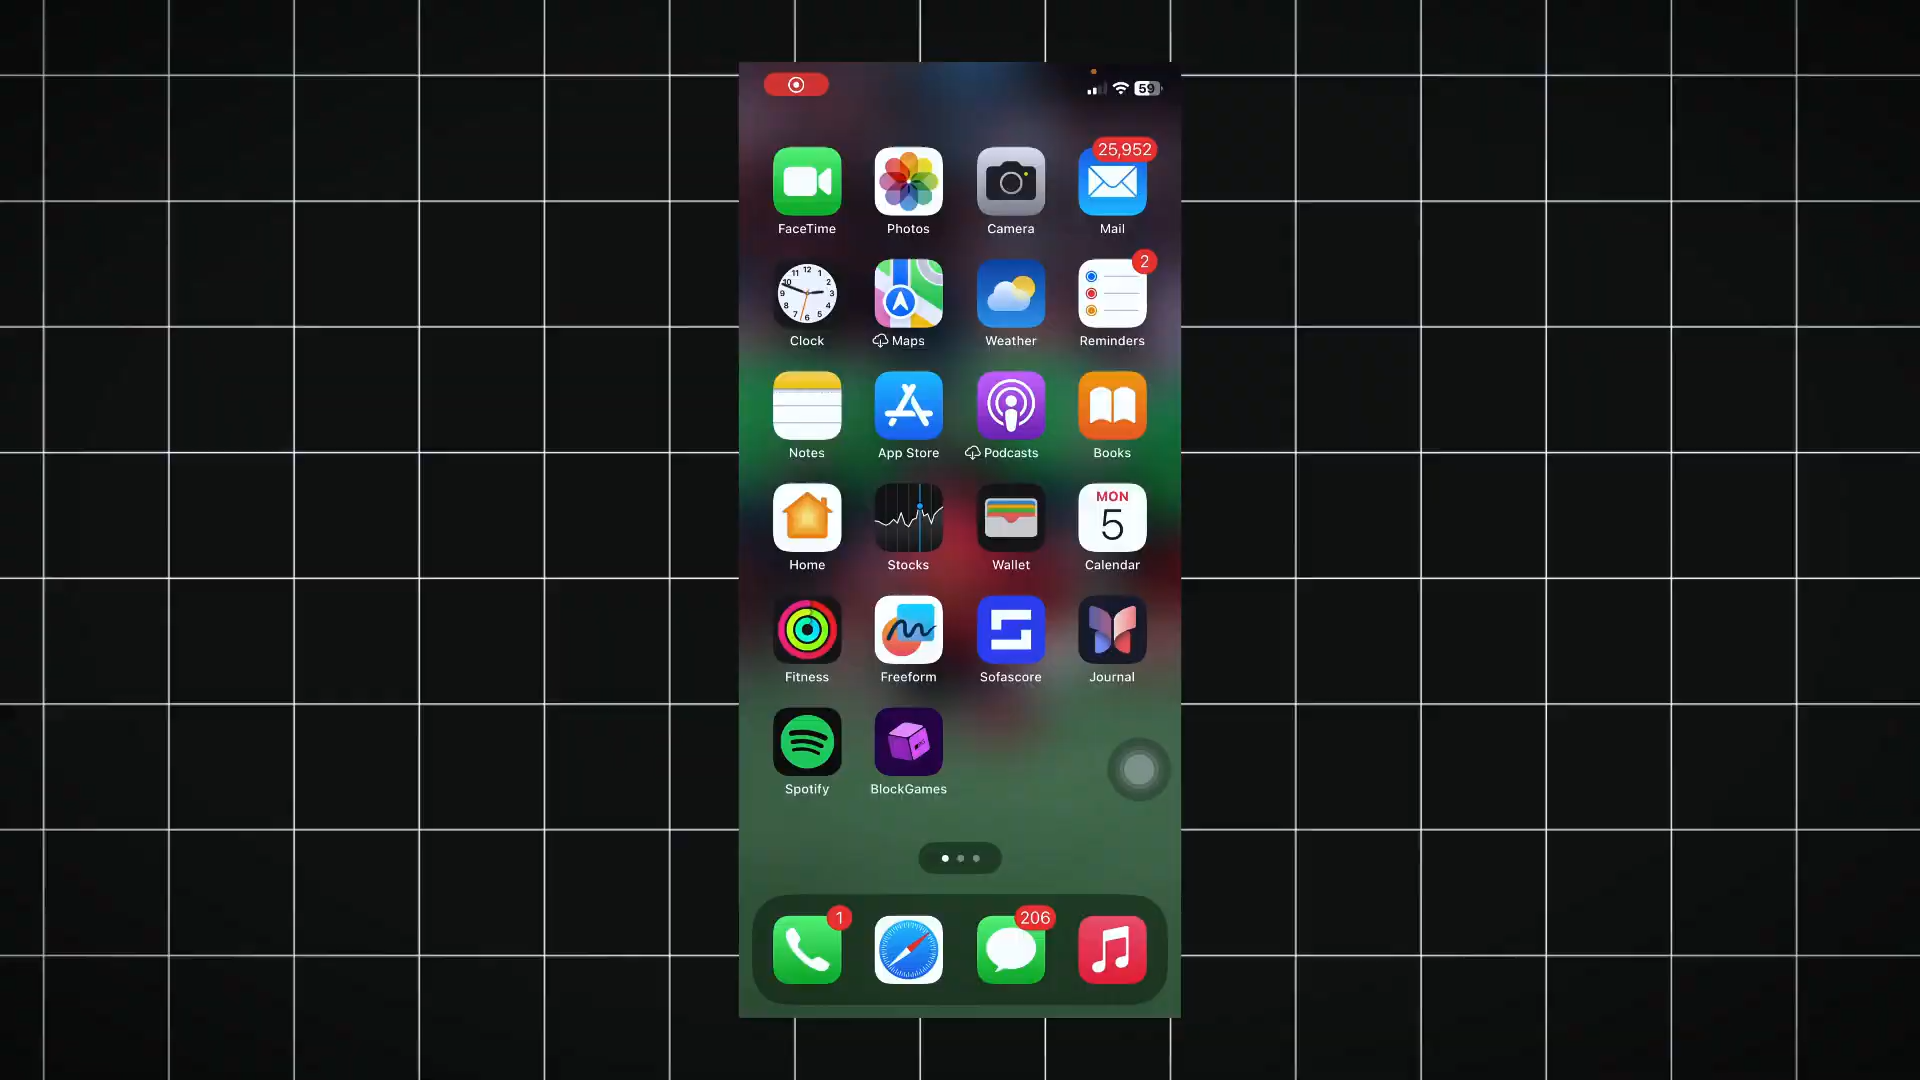 59
25,952
FaceTime Photos Camera Mail
2
Clock Maps Weather Reminders
Notes App Store Podcasts Books
MON
5
Home Stocks Wallet Calendar
Fitness Freeform Sofascore Journal
Spotify BlockGames
1 206